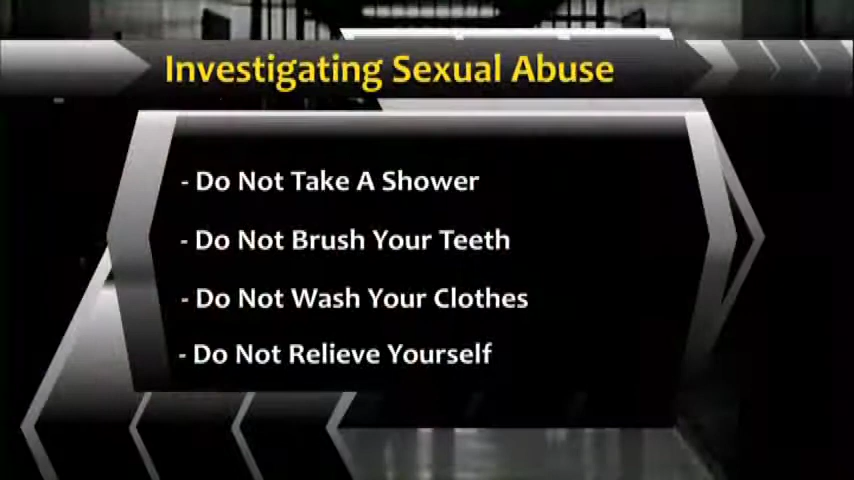 Investigating Sexual Abuse
- Do Not Take A Shower
- Do Not Brush Your Teeth
- Do Not Wash Your Clothes
- Do Not Relieve Yourself